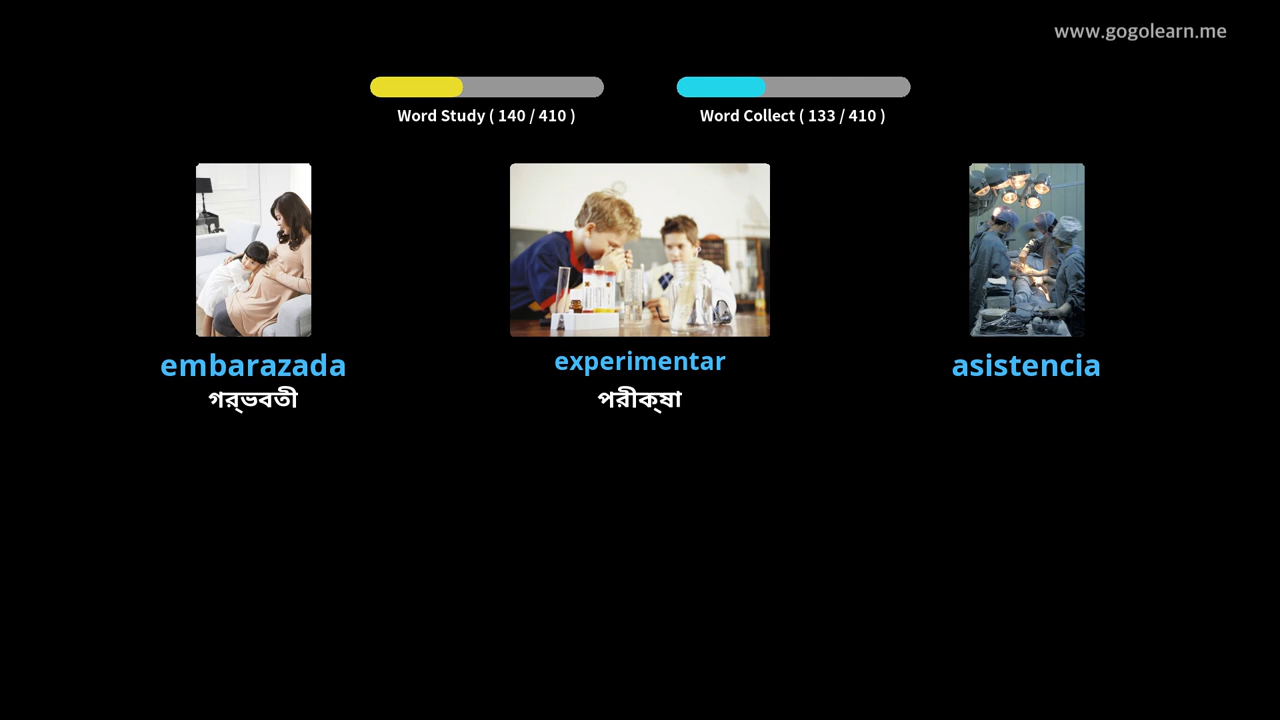 www.gogolearn.me
Word Study ( 140 / 410 )
Word Collect ( 133 / 410 )
embarazada
experimentar
asistencia
গর্ভবতী
পরীক্ষা